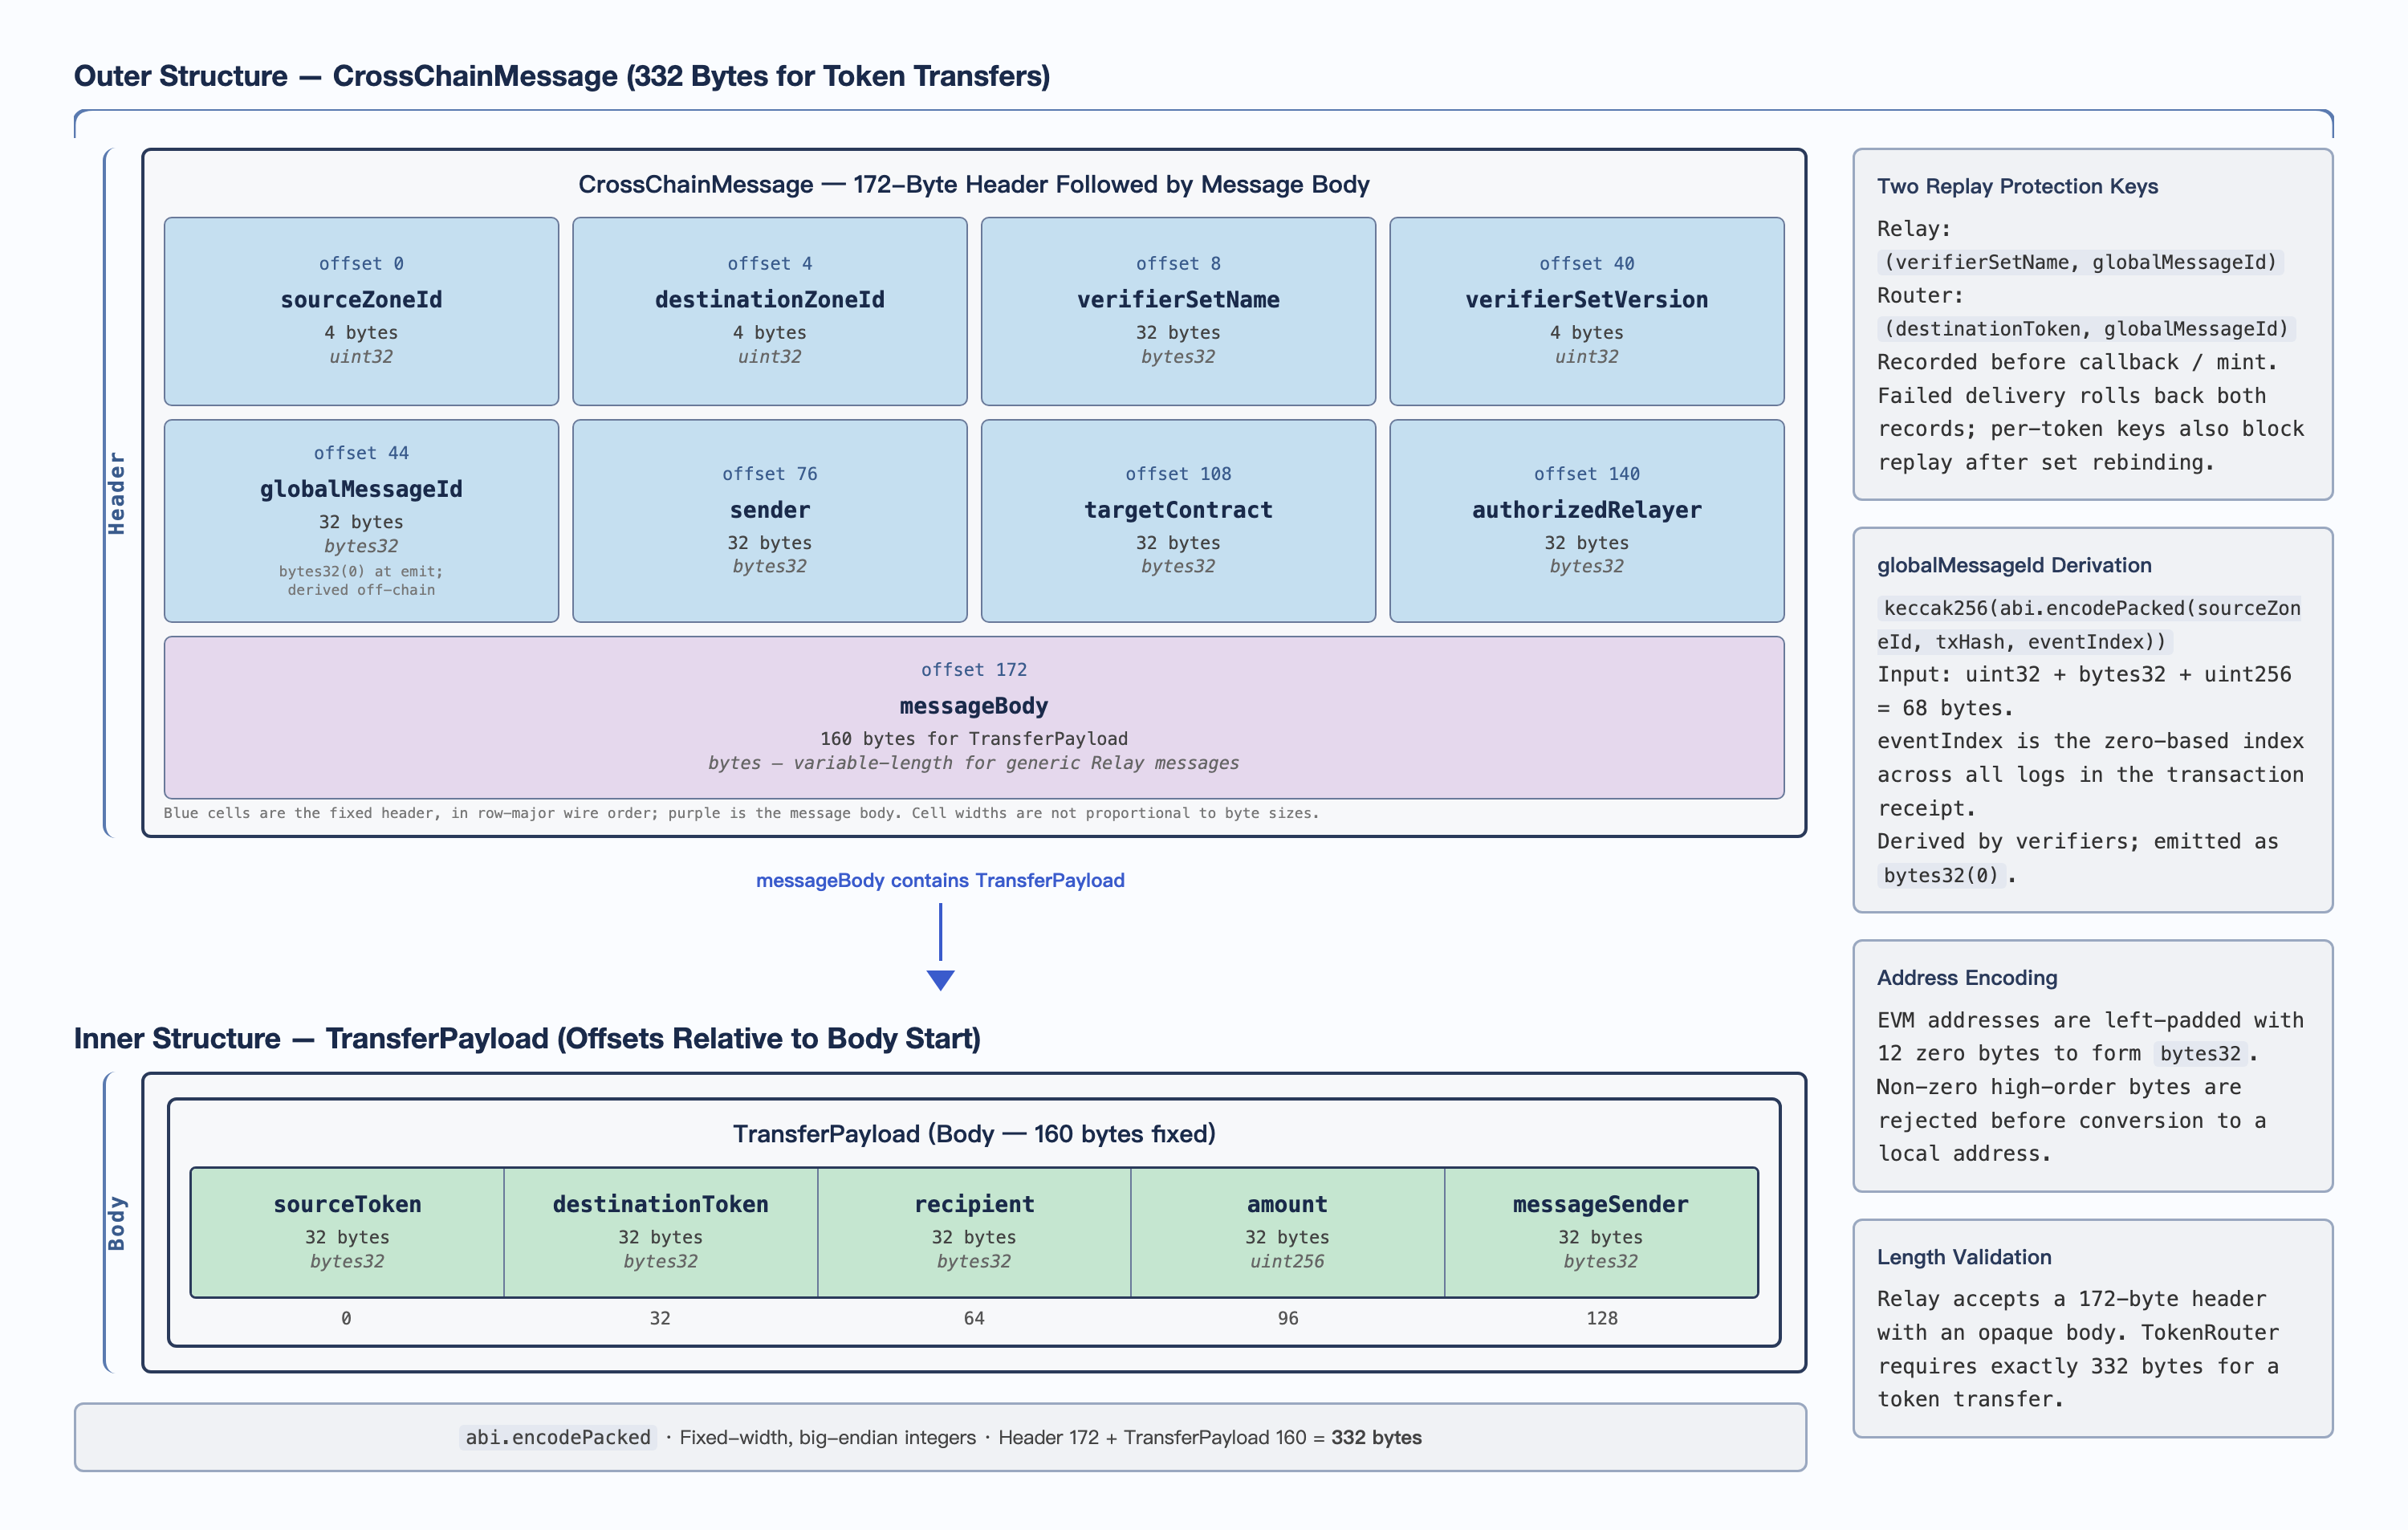 Outer Structure — CrossChainMessage (332 Bytes for Token Transfers)
Header
CrossChainMessage — 172–Byte Header Followed by Message Body
offset 0
sourceZoneId
4 bytes
uint32
offset 4
destinationZoneId
4 bytes
uint32
offset 8
verifierSetName
32 bytes
bytes32
offset 40
verifierSetVersion
4 bytes
uint32
offset 44
globalMessageId
32 bytes
bytes32
bytes32(0) at emit;
derived off-chain
offset 76
sender
32 bytes
bytes32
offset 108
targetContract
32 bytes
bytes32
offset 140
authorizedRelayer
32 bytes
bytes32
offset 172
messageBody
160 bytes for TransferPayload
bytes — variable-length for generic Relay messages
Blue cells are the fixed header, in row-major wire order; purple is the message body. Cell widths are not proportional to byte sizes.
messageBody contains TransferPayload
Inner Structure — TransferPayload (Offsets Relative to Body Start)
Body
TransferPayload (Body — 160 bytes fixed)
sourceToken
32 bytes
bytes32
0
destinationToken
32 bytes
bytes32
32
recipient
32 bytes
bytes32
64
amount
32 bytes
uint256
96
messageSender
32 bytes
bytes32
128
abi.encodePacked · Fixed–width, big–endian integers · Header 172 + TransferPayload 160 = 332 bytes
Two Replay Protection Keys
Relay:
(verifierSetName, globalMessageId)
Router:
(destinationToken, globalMessageId)
Recorded before callback / mint.
Failed delivery rolls back both
records; per-token keys also block
replay after set rebinding.
globalMessageId Derivation
keccak256(abi.encodePacked(sourceZon
eId, txHash, eventIndex))
Input: uint32 + bytes32 + uint256
= 68 bytes.
eventIndex is the zero-based index
across all logs in the transaction
receipt.
Derived by verifiers; emitted as
bytes32(0).
Address Encoding
EVM addresses are left-padded with
12 zero bytes to form bytes32.
Non-zero high-order bytes are
rejected before conversion to a
local address.
Length Validation
Relay accepts a 172-byte header
with an opaque body. TokenRouter
requires exactly 332 bytes for a
token transfer.